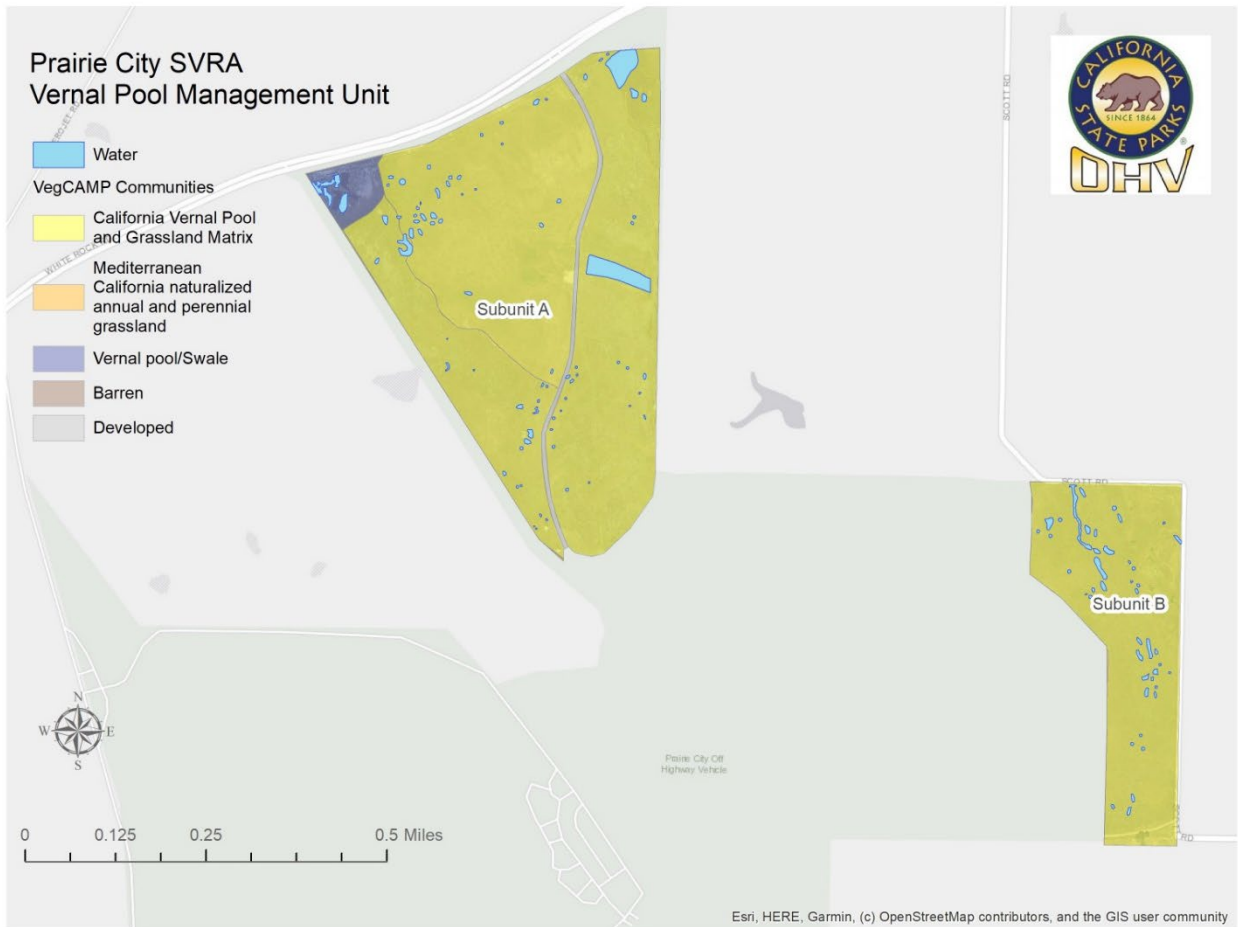 Prairie City SVRA
Vernal Pool Management Unit
Water
VegCAMP Communities
California Vernal Pool
and Grassland Matrix
Mediterranean
California naturalized
annual and perennial
grassland
Vernal pool/Swale
Barren
Developed
WHITE ROCK
SCOTT RD
CALIFORNIA
STATE PARKS
SINCE 1864
OHV
Subunit A
SCOTT RD
Subunit B
N
W E
S
Prairie City Off
Highway Vehicle
0 0.125 0.25 0.5 Miles
RD
Esri, HERE, Garmin, (c) OpenStreetMap contributors, and the GIS user community